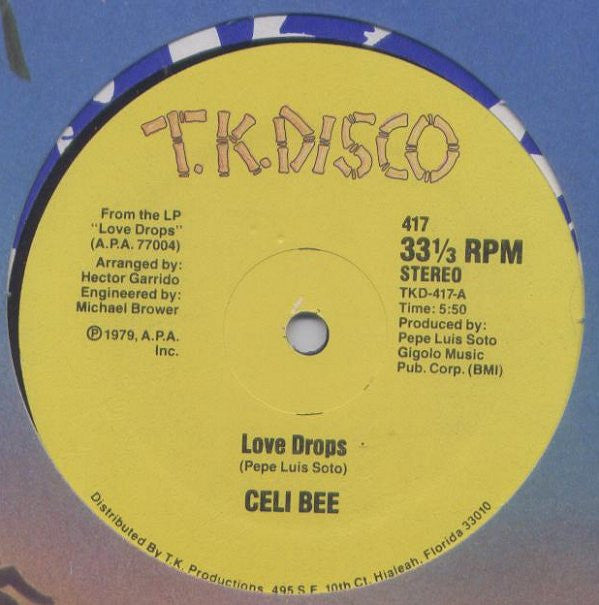 T.K.DISCO
From the LP
"Love Drops"
(A.P.A. 77004)
Arranged by:
Hector Garrido
Engineered by:
Michael Brower
℗1979, A.P.A.
Inc.
417
33⅓ RPM
STEREO
TKD-417-A
Time: 5:50
Produced by:
Pepe Luis Soto
Gigolo Music
Pub. Corp. (BMI)
Love Drops
(Pepe Luis Soto)
CELI BEE
Distributed By T.K. Productions, 495 S.E. 10th Ct. Hialeah, Florida 33010